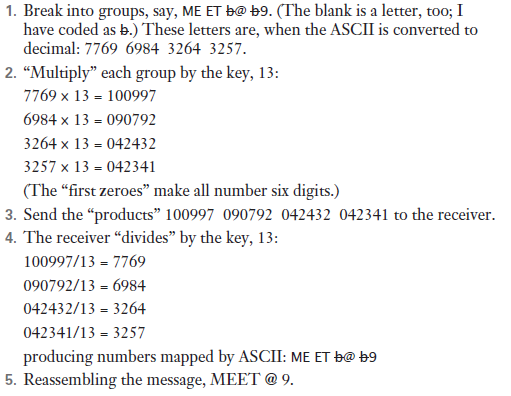 1. Break into groups, say, ME ET ƀ@ ƀ9. (The blank is a letter, too; I
have coded as ƀ.) These letters are, when the ASCII is converted to
decimal: 7769 6984 3264 3257.
2. “Multiply” each group by the key, 13:
7769 x 13 = 100997
6984 x 13 = 090792
3264 x 13 = 042432
3257 x 13 = 042341
(The “first zeroes” make all number six digits.)
3. Send the “products” 100997 090792 042432 042341 to the receiver.
4. The receiver “divides” by the key, 13:
100997/13 = 7769
090792/13 = 6984
042432/13 = 3264
042341/13 = 3257
producing numbers mapped by ASCII: ME ET ƀ@ ƀ9
5. Reassembling the message, MEET @ 9.